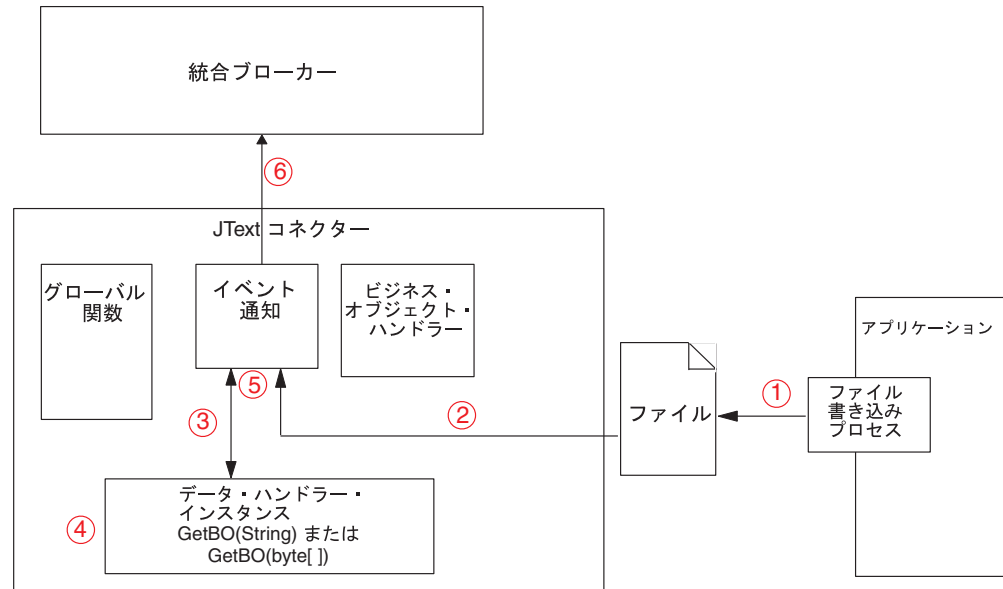 統合ブローカー
⑥
JText コネクター
グローバル
関数
イベント
通知
ビジネス・
オブジェクト・
ハンドラー
アプリケーション
⑤
③
②
ファイル
①
ファイル
書き込み
プロセス
④
データ・ハンドラー・
インスタンス
GetBO(String) または
GetBO(byte[ ])